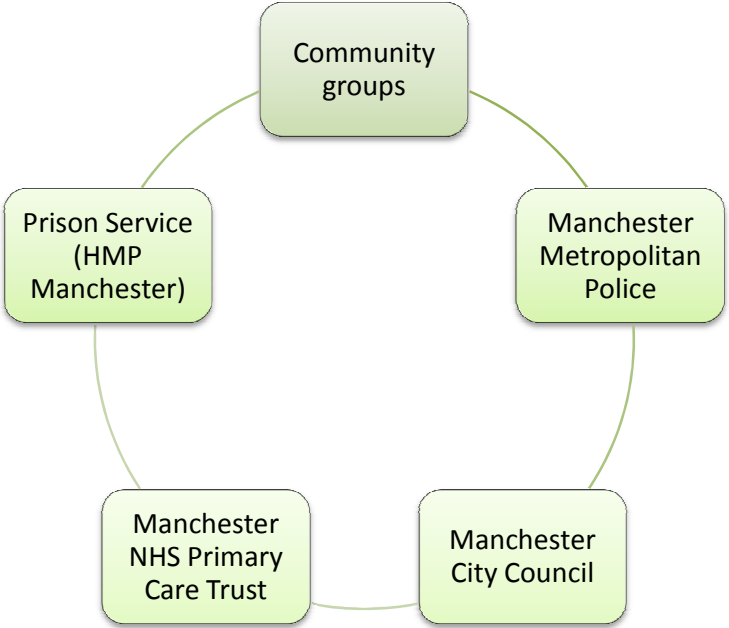 Community
groups
Prison Service
(HMP
Manchester)
Manchester
Metropolitan
Police
Manchester
NHS Primary
Care Trust
Manchester
City Council